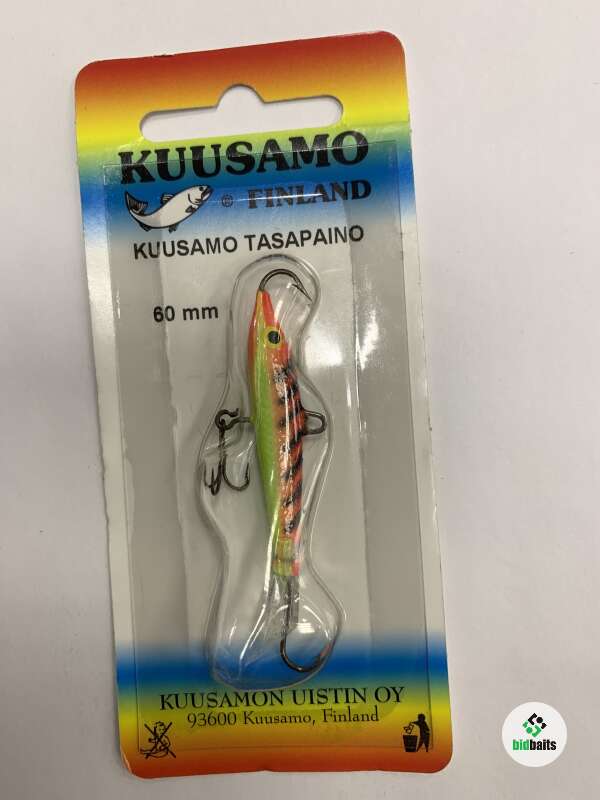 KUUSAMO
® FINLAND
KUUSAMO TASAPAINO
60 mm
KUUSAMON UISTIN OY
93600 Kuusamo, Finland
bidbaits